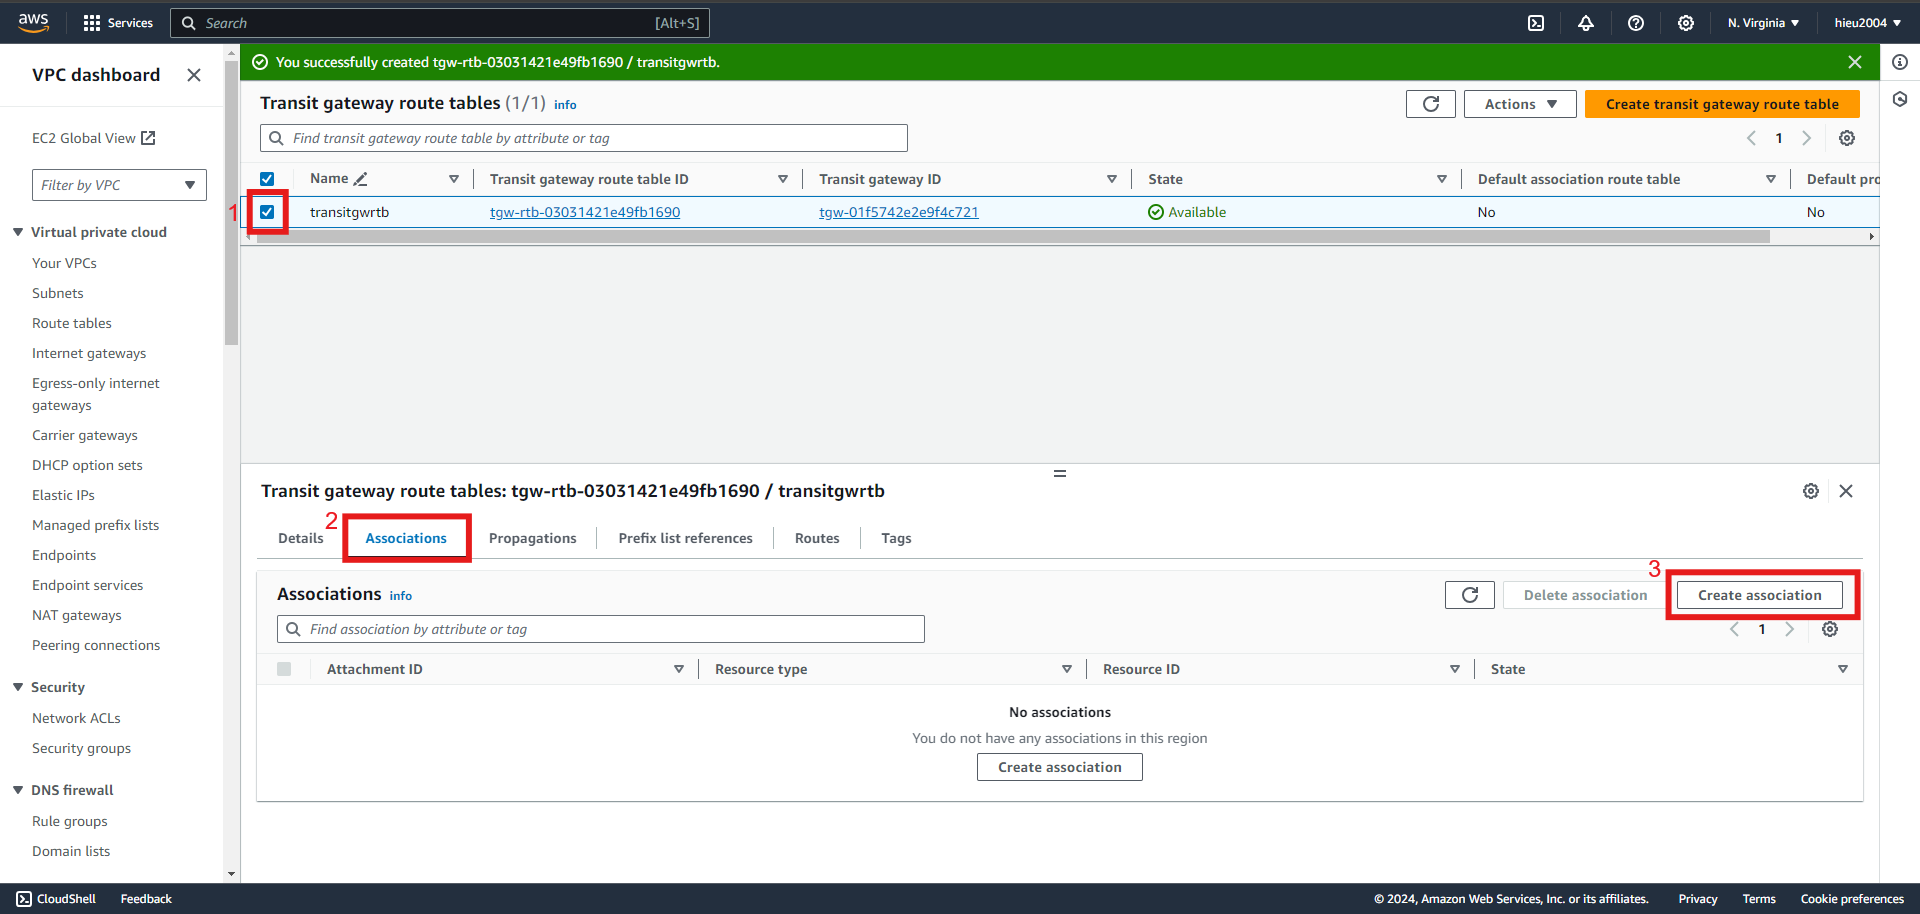 aws Services Search [Alt+S] N. Virginia hieu2004
VPC dashboard
EC2 Global View
Filter by VPC
Virtual private cloud
Your VPCs
Subnets
Route tables
Internet gateways
Egress-only internet
gateways
Carrier gateways
DHCP option sets
Elastic IPs
Managed prefix lists
Endpoints
Endpoint services
NAT gateways
Peering connections
Security
Network ACLs
Security groups
DNS firewall
Rule groups
Domain lists
You successfully created tgw-rtb-03031421e49fb1690 / transitgwrtb.
Transit gateway route tables (1/1) info
Actions Create transit gateway route table
Find transit gateway route table by attribute or tag
1
Name Transit gateway route table ID Transit gateway ID State Default association route table Default pro
1 transitgwrtb tgw-rtb-03031421e49fb1690 tgw-01f5742e2e9f4c721 Available No No
Transit gateway route tables: tgw-rtb-03031421e49fb1690 / transitgwrtb
2
Details Associations Propagations Prefix list references Routes Tags
3
Associations info
Delete association Create association
Find association by attribute or tag
1
Attachment ID Resource type Resource ID State
No associations
You do not have any associations in this region
Create association
CloudShell Feedback © 2024, Amazon Web Services, Inc. or its affiliates. Privacy Terms Cookie preferences